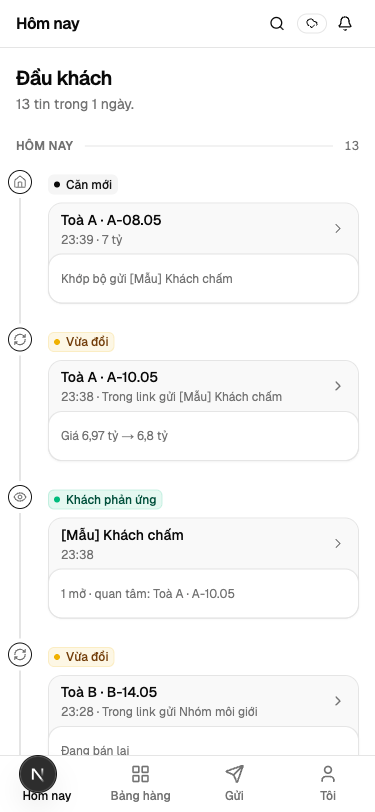 Hôm nay
Đầu khách
13 tin trong 1 ngày.
HÔM NAY 13
Căn mới
Toà A · A-08.05
23:39 · 7 tỷ
Khớp bộ gửi [Mẫu] Khách chấm
Vừa đổi
Toà A · A-10.05
23:38 · Trong link gửi [Mẫu] Khách chấm
Giá 6,97 tỷ → 6,8 tỷ
Khách phản ứng
[Mẫu] Khách chấm
23:38
1 mở · quan tâm: Toà A · A-10.05
Vừa đổi
Toà B · B-14.05
23:28 · Trong link gửi Nhóm môi giới
Đang bán lại
N
Hôm nay Bảng hàng Gửi Tôi